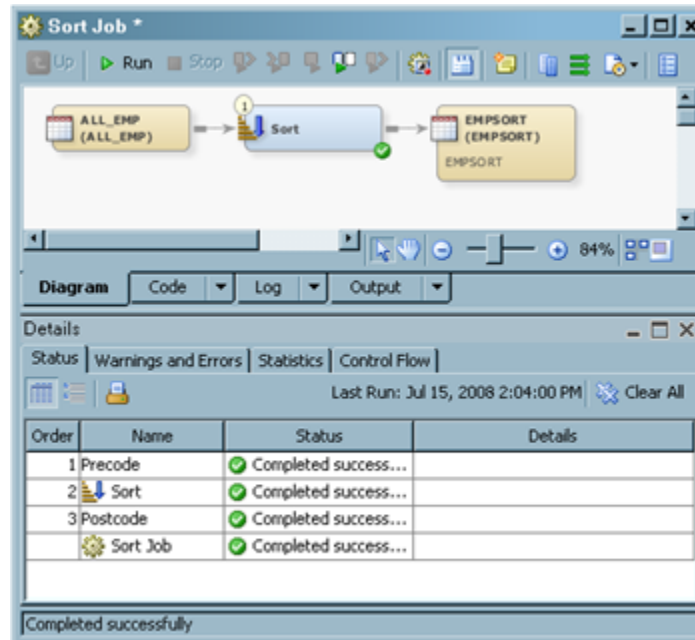 Sort Job *
Up Run Stop
ALL_EMP
(ALL_EMP)
1
Sort
EMPSORT
(EMPSORT)
EMPSORT
84%
Diagram Code Log Output
Details
Status Warnings and Errors Statistics Control Flow
Last Run: Jul 15, 2008 2:04:00 PM Clear All
Order Name Status Details
1 Precode Completed success...
2 Sort Completed success...
3 Postcode Completed success...
Sort Job Completed success...
Completed successfully